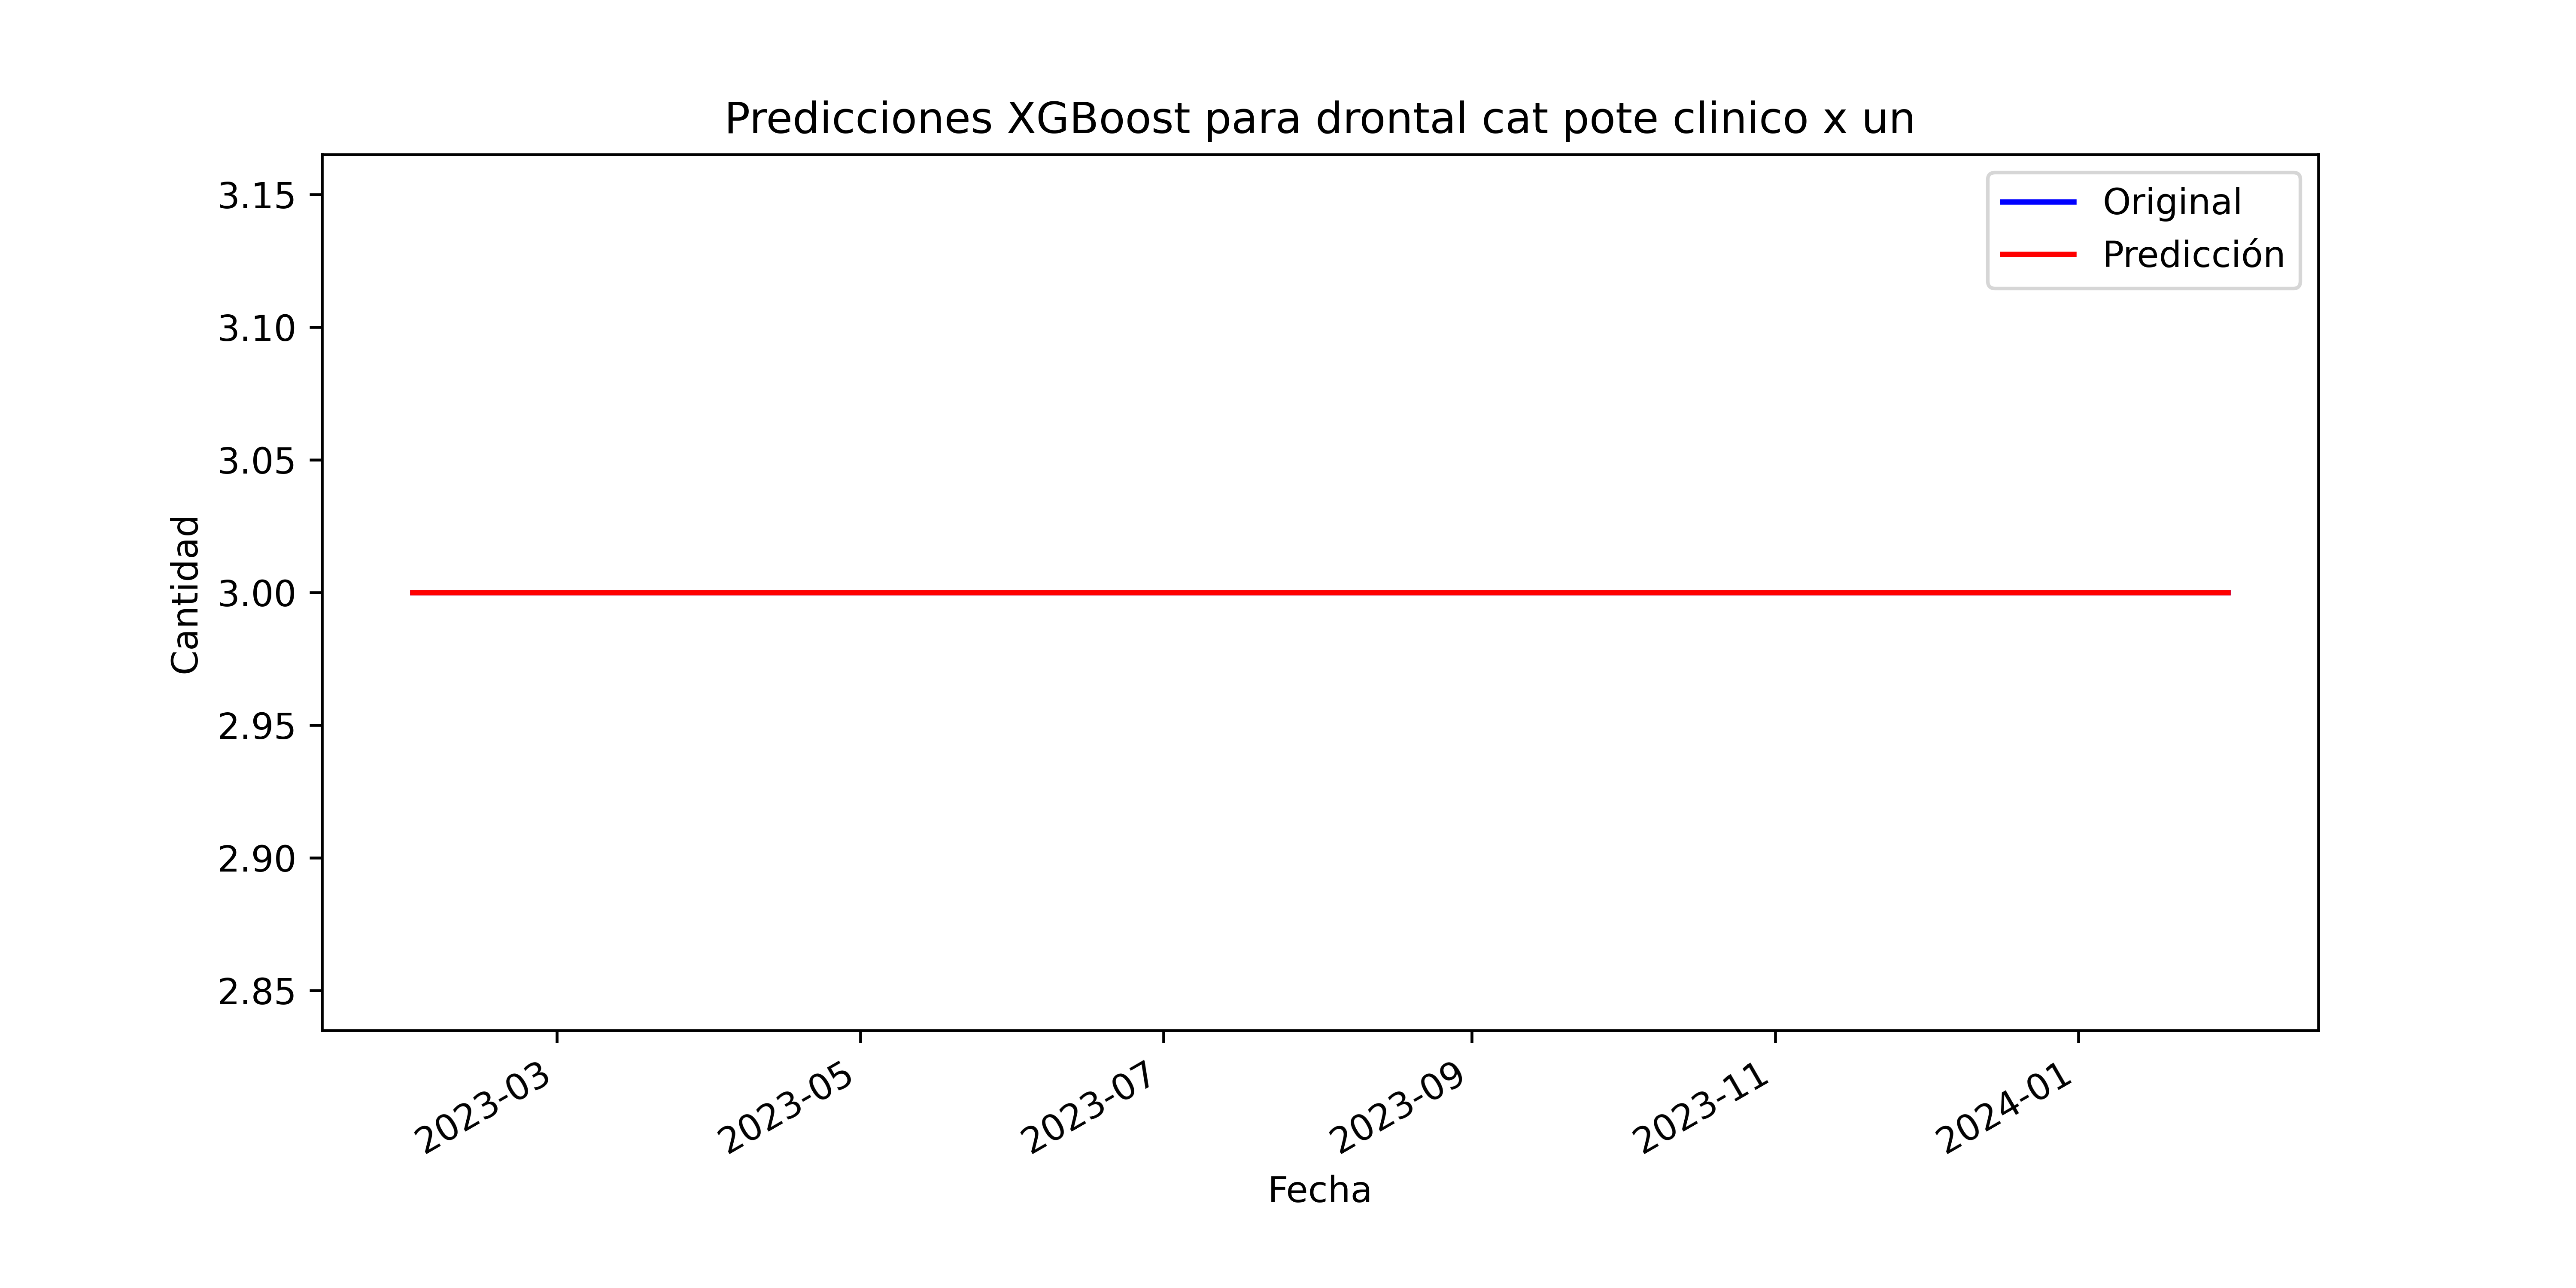 Predicciones XGBoost para drontal cat pote clinico x un
Original
Predicción
3.15
3.10
3.05
3.00
2.95
2.90
2.85
Cantidad
2023-03
2023-05
2023-07
2023-09
2023-11
2024-01
Fecha